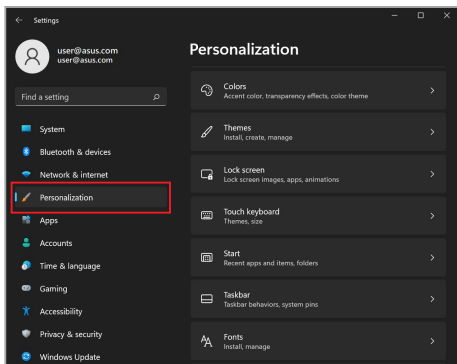 Settings
user@asus.com
user@asus.com
Find a setting
System
Bluetooth & devices
Network & internet
Personalization
Apps
Accounts
Time & language
Gaming
Accessibility
Privacy & security
Windows Update
Personalization
Colors
Accent color, transparency effects, color theme
Themes
Install, create, manage
Lock screen
Lock screen images, apps, animations
Touch keyboard
Themes, size
Start
Recent apps and items, folders
Taskbar
Taskbar behaviors, system pins
Fonts
Install, manage